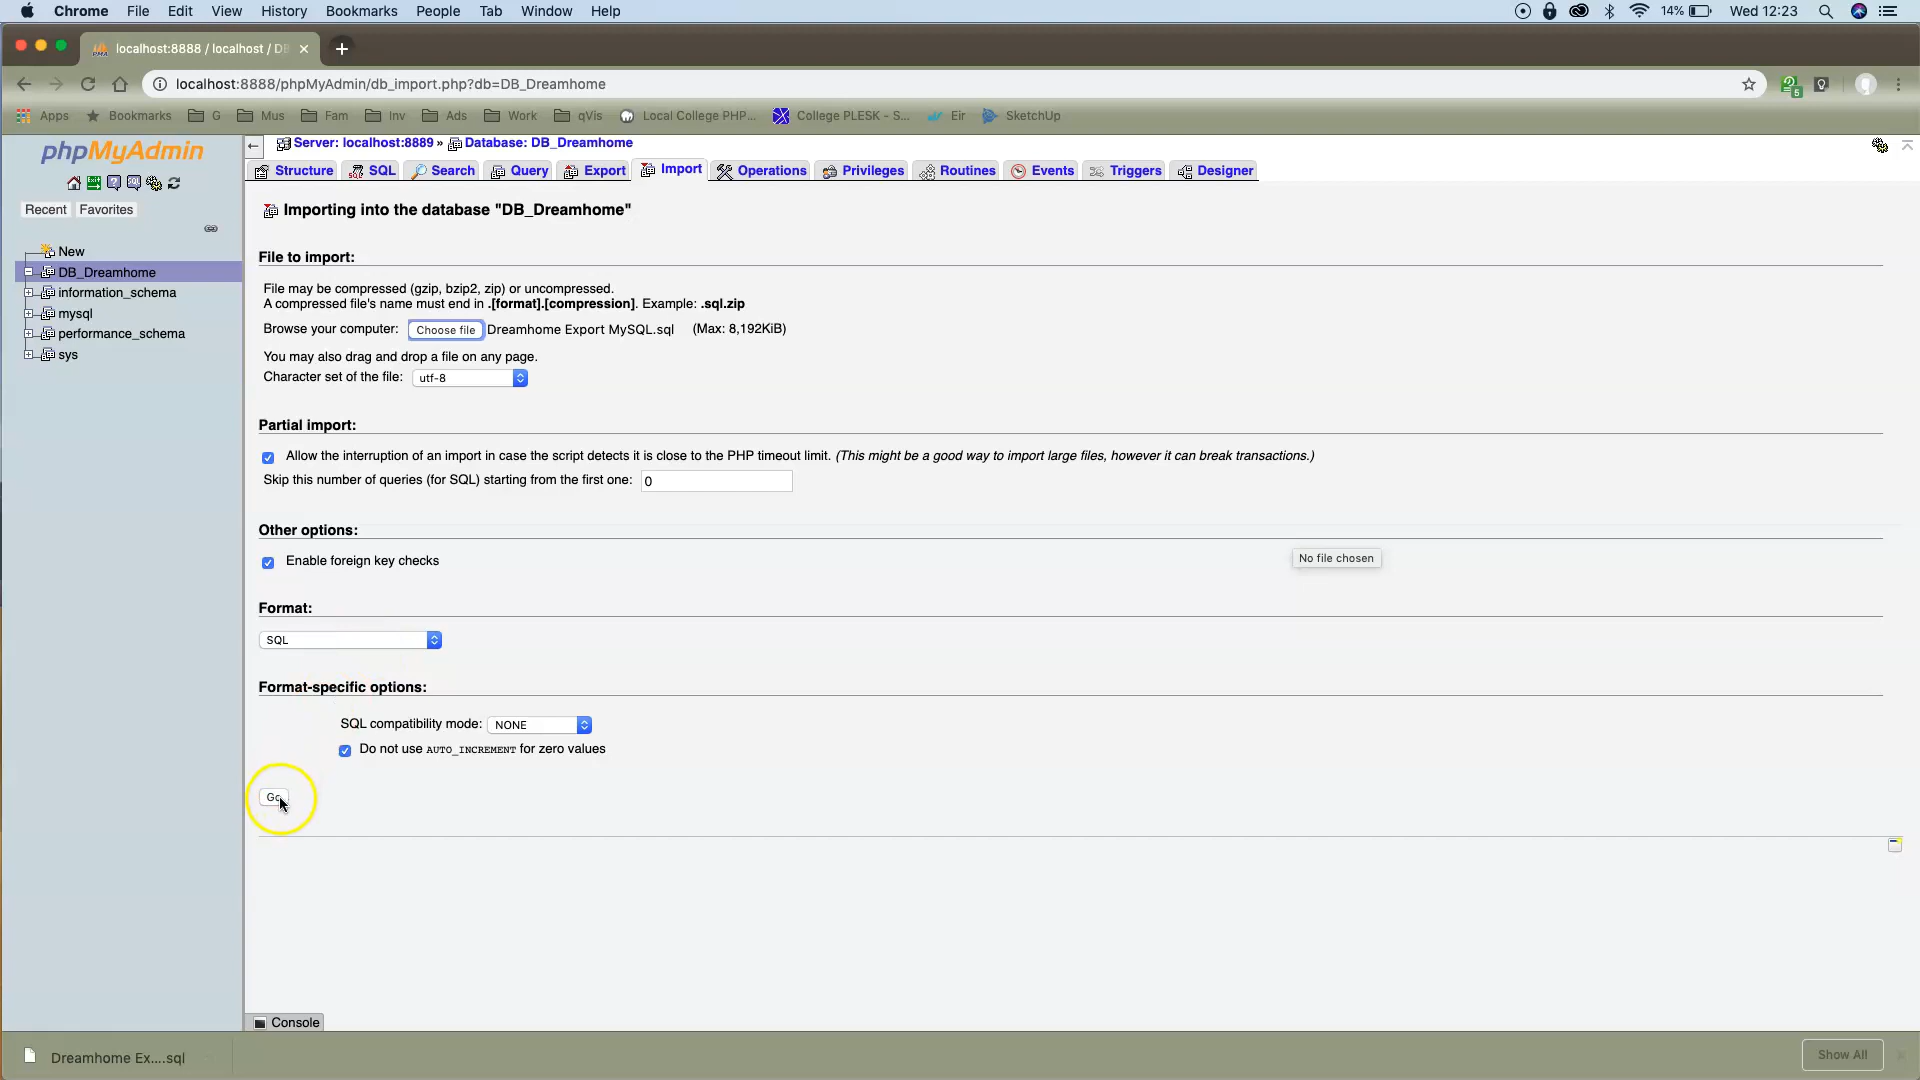 Chrome File Edit View History Bookmarks People Tab Window Help 14% Wed 12:23
localhost:8888 / localhost / DB
localhost:8888/phpMyAdmin/db_import.php?db=DB_Dreamhome 5
Apps Bookmarks G Mus Fam Inv Ads Work qVis Local College PHP... College PLESK - S... Eir SketchUp
phpMyAdmin
Recent Favorites
New
DB_Dreamhome
information_schema
mysql
performance_schema
sys
Server: localhost:8889 » Database: DB_Dreamhome
Structure SQL Search Query Export Import Operations Privileges Routines Events Triggers Designer
Importing into the database "DB_Dreamhome"
File to import:
File may be compressed (gzip, bzip2, zip) or uncompressed.
A compressed file's name must end in .[format].[compression]. Example: .sql.zip
Browse your computer: Choose file Dreamhome Export MySQL.sql (Max: 8,192KiB)
You may also drag and drop a file on any page.
Character set of the file: utf-8
Partial import:
Allow the interruption of an import in case the script detects it is close to the PHP timeout limit. (This might be a good way to import large files, however it can break transactions.)
Skip this number of queries (for SQL) starting from the first one: 0
Other options:
Enable foreign key checks
No file chosen
Format:
SQL
Format-specific options:
SQL compatibility mode: NONE
Do not use AUTO_INCREMENT for zero values
Go
Console
Dreamhome Ex....sql
Show All